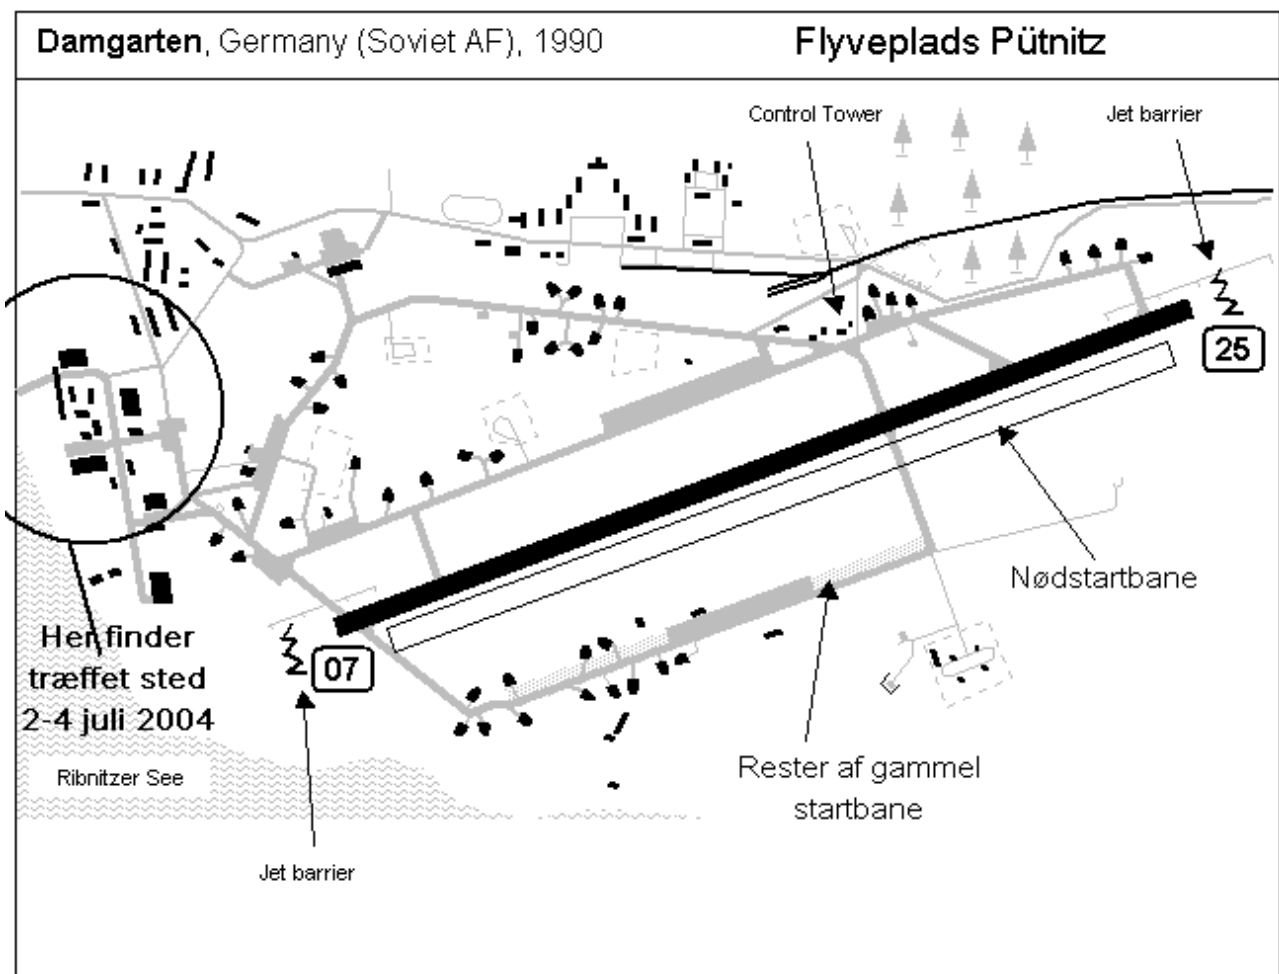 Damgarten, Germany (Soviet AF), 1990
Flyveplads Pütnitz
Control Tower
Jet barrier
25
Nødstartbane
Her finder
træffet sted
2-4 juli 2004
07
Ribnitzer See
Rester af gammel
startbane
Jet barrier